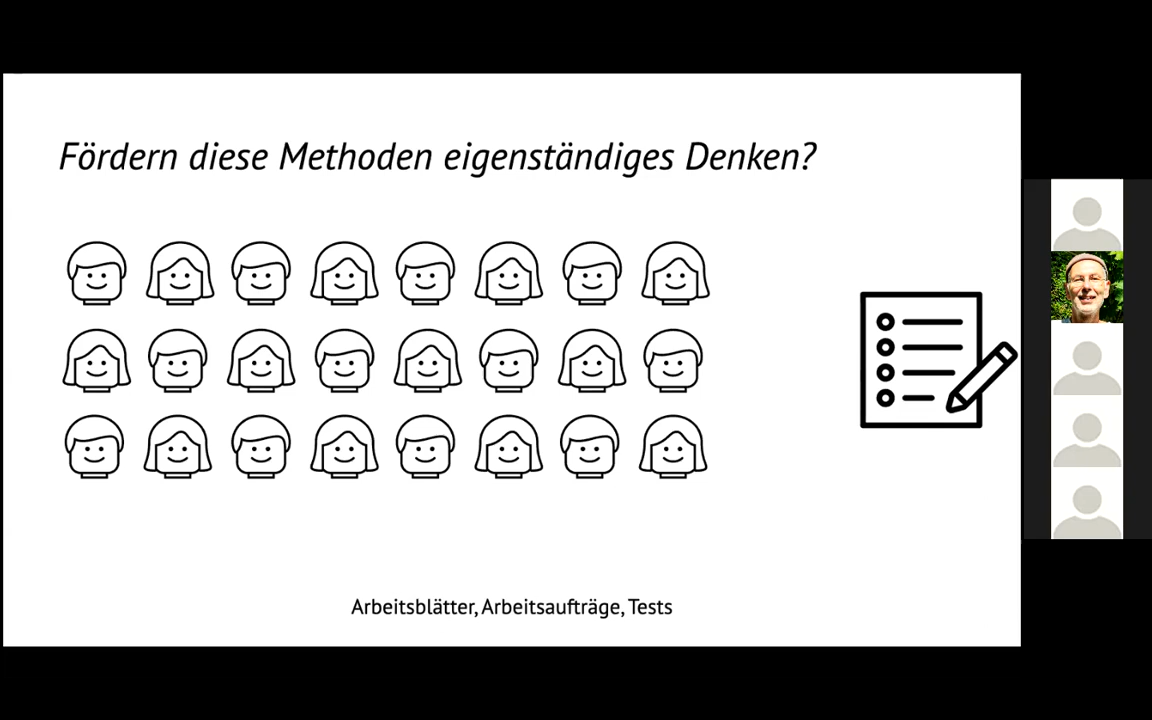 Fördern diese Methoden eigenständiges Denken?
Arbeitsblätter, Arbeitsaufträge, Tests